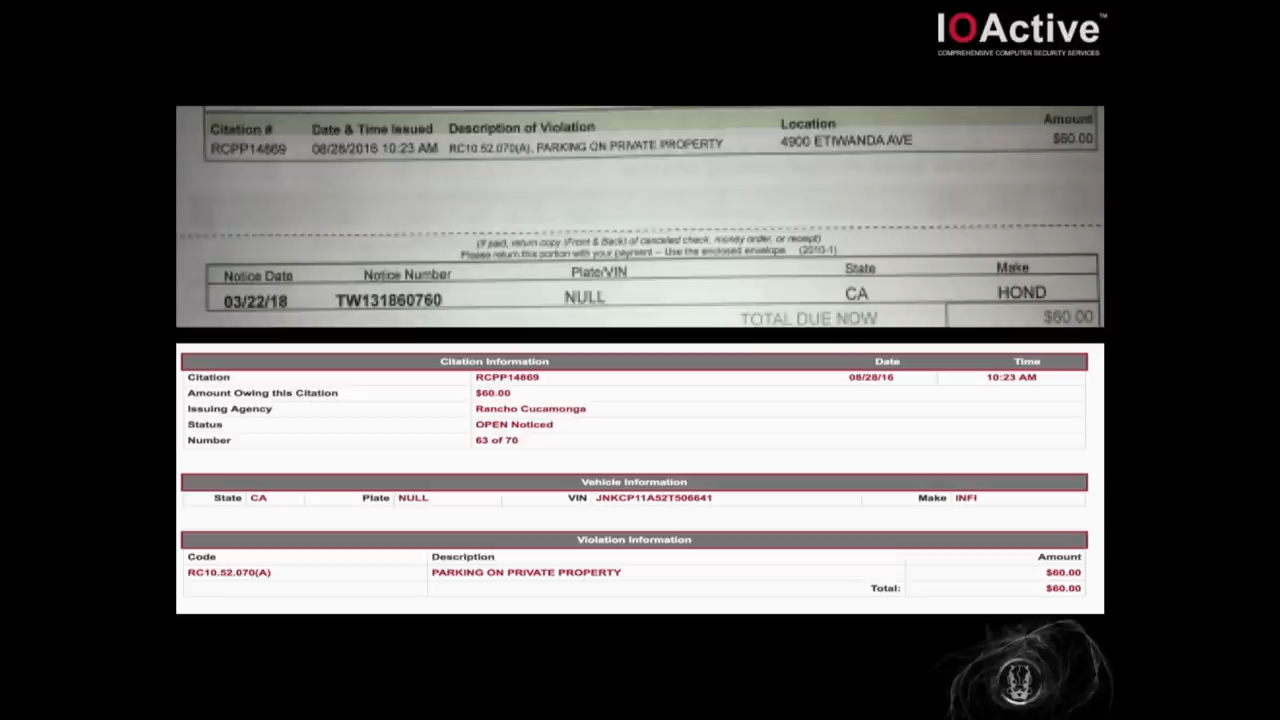 IOActive™
COMPREHENSIVE COMPUTER SECURITY SERVICES
Citation # Date & Time Issued Description of Violation Location Amount
RCPP14869 08/28/2016 10:23 AM RC10.52.070(A), PARKING ON PRIVATE PROPERTY 4900 ETIWANDA AVE $60.00
(If paid, return copy (Front & Back) of canceled check, money order, or receipt)
Please return this portion with your payment – Use the enclosed envelope (2010-1)
Notice Date Notice Number Plate/VIN State Make
03/22/18 TW131860760 NULL CA HOND
TOTAL DUE NOW $60.00
Citation Information Date Time
Citation RCPP14869 08/28/16 10:23 AM
Amount Owing this Citation $60.00
Issuing Agency Rancho Cucamonga
Status OPEN Noticed
Number 63 of 70
Vehicle Information
State CA Plate NULL VIN JNKCP11A52T506641 Make INFI
Violation Information
Code Description Amount
RC10.52.070(A) PARKING ON PRIVATE PROPERTY $60.00
Total: $60.00